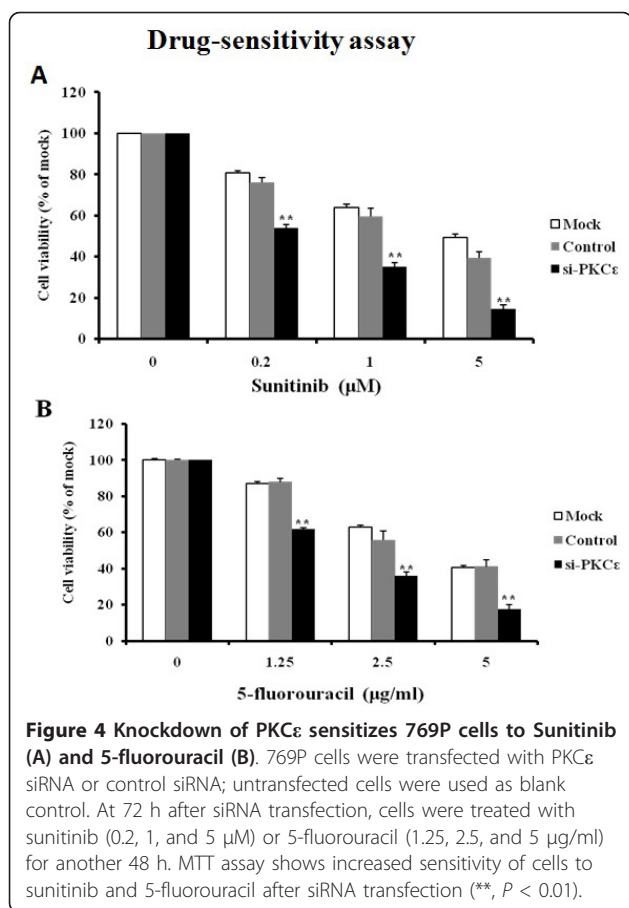 Drug-sensitivity assay
A
120
100
80
60
40
20
0
Cell viability (% of mock)
**
**
**
Mock
Control
si-PKCε
0 0.2 1 5
Sunitinib (µM)
B
120
100
80
60
40
20
0
Cell viability (% of mock)
**
**
**
Mock
Control
si-PKCε
0 1.25 2.5 5
5-fluorouracil (µg/ml)
Figure 4 Knockdown of PKCε sensitizes 769P cells to Sunitinib
(A) and 5-fluorouracil (B). 769P cells were transfected with PKCε
siRNA or control siRNA; untransfected cells were used as blank
control. At 72 h after siRNA transfection, cells were treated with
sunitinib (0.2, 1, and 5 µM) or 5-fluorouracil (1.25, 2.5, and 5 µg/ml)
for another 48 h. MTT assay shows increased sensitivity of cells to
sunitinib and 5-fluorouracil after siRNA transfection (**, P < 0.01).